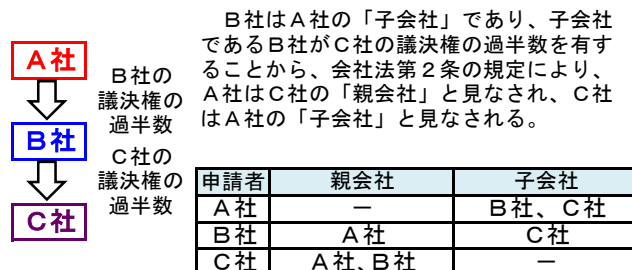 B社はA社の「子会社」であり、子会社
であるB社がC社の議決権の過半数を有す
ることから、会社法第2条の規定により、
A社はC社の「親会社」と見なされ、C社
はA社の「子会社」と見なされる。
A社
B社の
議決権の
過半数
B社
C社の
議決権の
過半数
C社
申請者 親会社 子会社
A社 － B社、C社
B社 A社 C社
C社 A社、B社 －